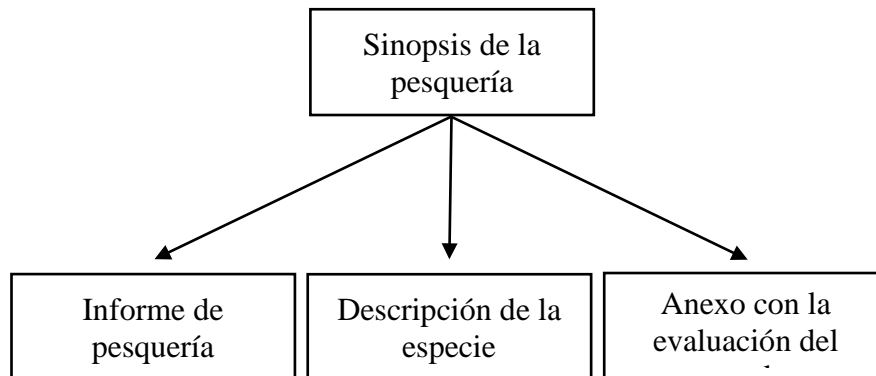 Sinopsis de la
pesquería
Informe de
pesquería
Descripción de la
especie
Anexo con la
evaluación del